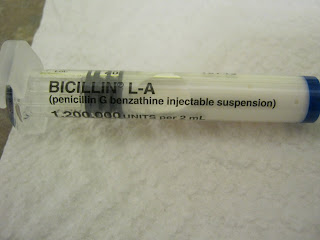 BICILLIN® L-A
(penicillin G benzathine injectable suspension)
1,200,000 UNITS per 2 mL